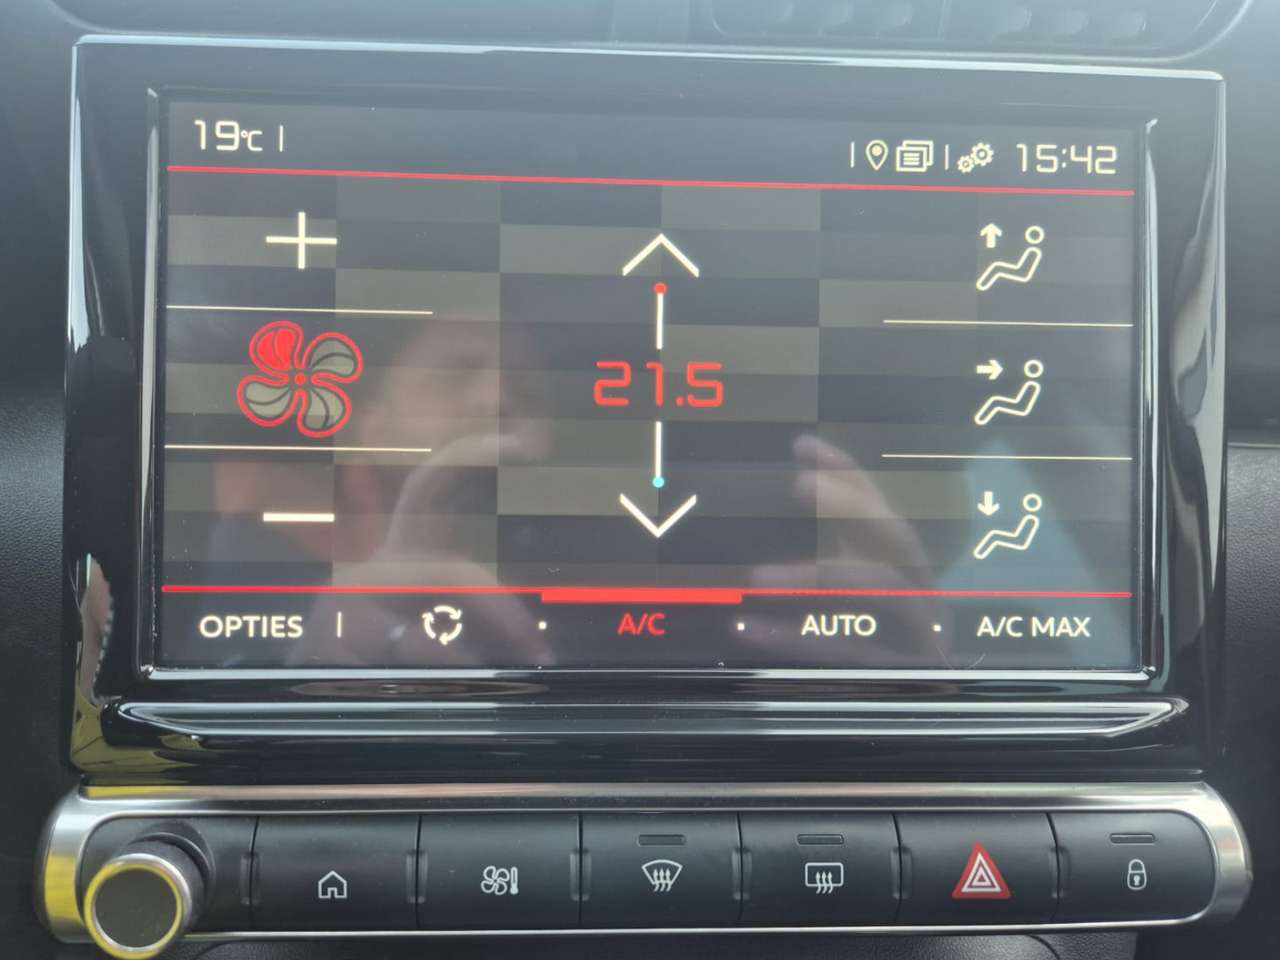 19°C
15:42
21.5
OPTIES A/C AUTO A/C MAX